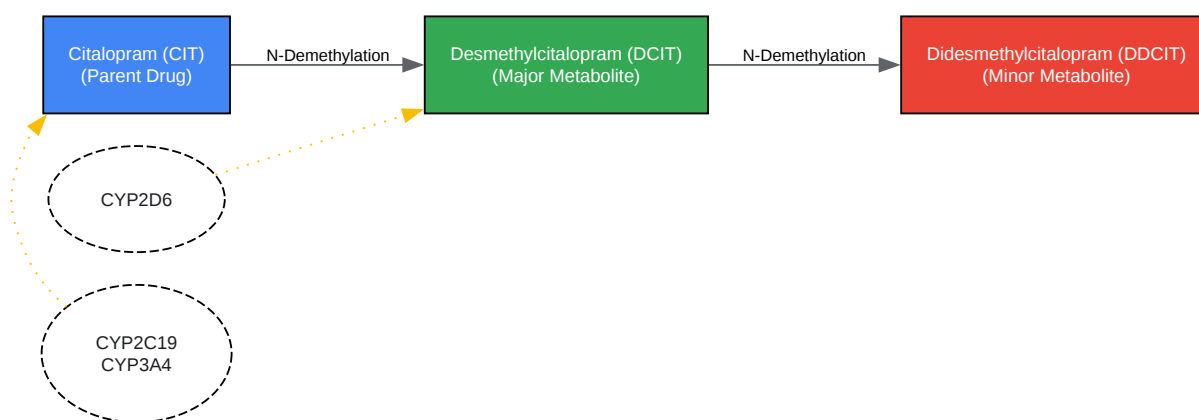 Citalopram (CIT)
(Parent Drug)
N-Demethylation
Desmethylcitalopram (DCIT)
(Major Metabolite)
N-Demethylation
Didesmethylcitalopram (DDCIT)
(Minor Metabolite)
CYP2D6
CYP2C19
CYP3A4